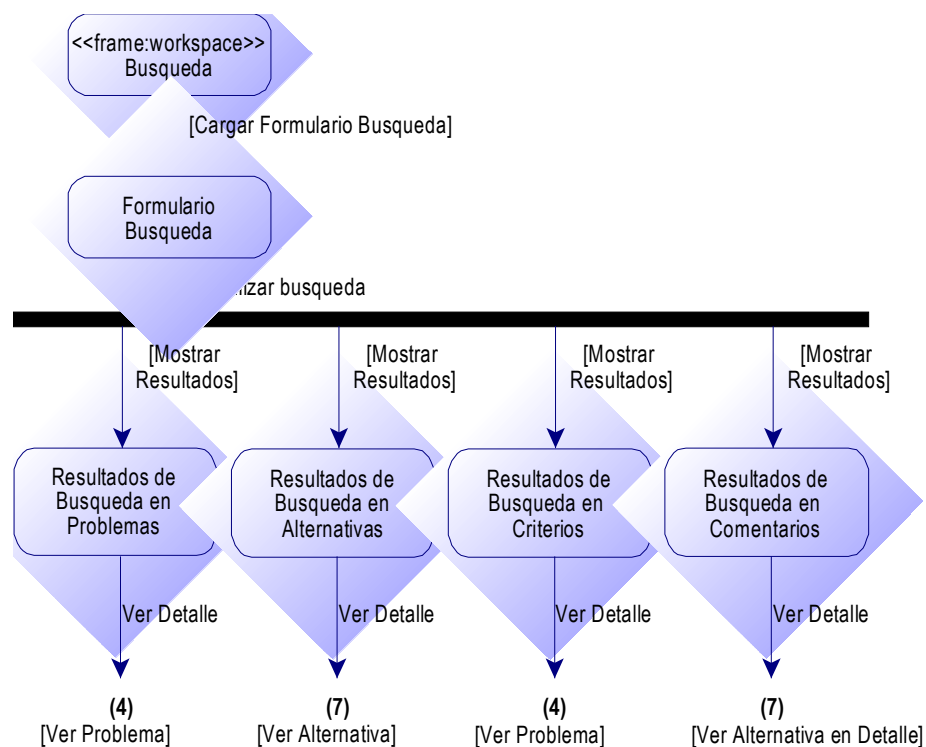 <<frame:workspace>>
Busqueda
[Cargar Formulario Busqueda]
Formulario
Busqueda
lizar busqueda
[Mostrar
Resultados]
[Mostrar
Resultados]
[Mostrar
Resultados]
[Mostrar
Resultados]
Resultados de
Busqueda en
Problemas
Resultados de
Busqueda en
Alternativas
Resultados de
Busqueda en
Criterios
Resultados de
Busqueda en
Comentarios
Ver Detalle
Ver Detalle
Ver Detalle
Ver Detalle
(4)
[Ver Problema]
(7)
[Ver Alternativa]
(4)
[Ver Problema]
(7)
[Ver Alternativa en Detalle]